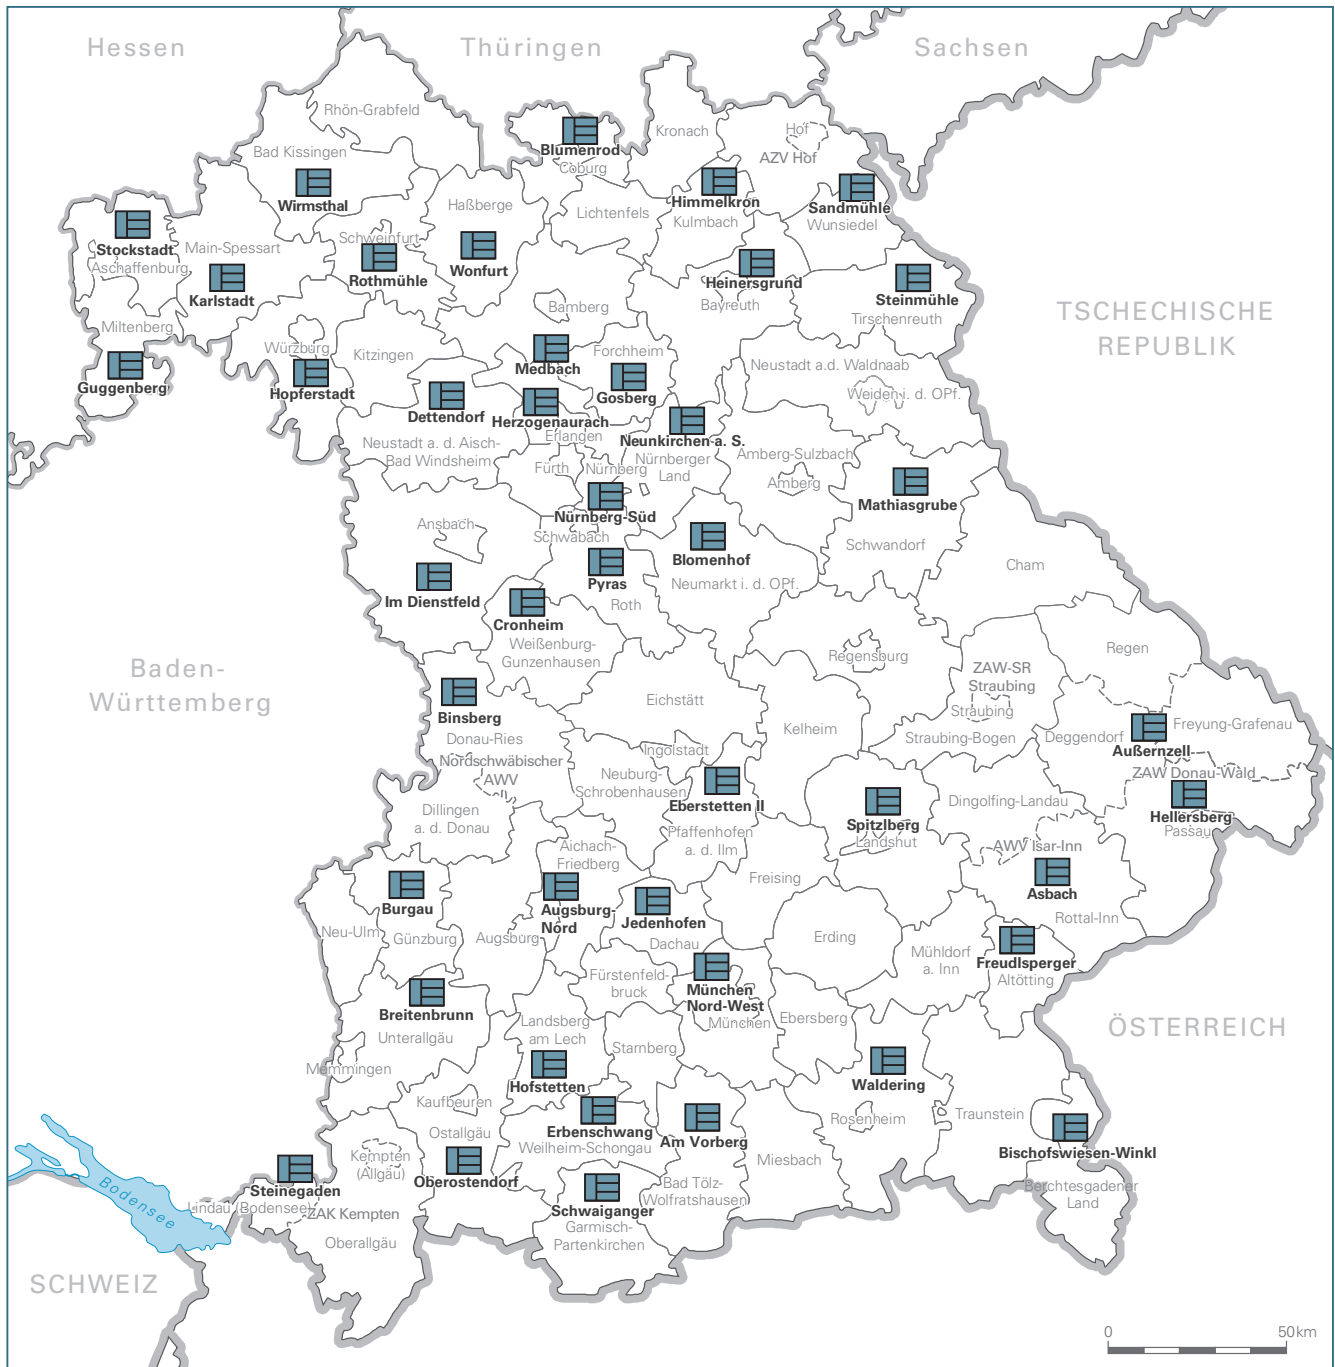 Hessen
Thüringen
Sachsen
Rhön-Grabfeld
Kronach
Hof
Blumenrod
Bad Kissingen
AZV Hof
Coburg
Wirmsthal
Haßberge
Himmelkron
Sandmühle
Lichtenfels
Kulmbach
Wunsiedel
Schweinfurt
Stockstadt
Main-Spessart
Wonfurt
Aschaffenburg
Rothmühle
Heinersgrund
Karlstadt
Steinmühle
Bamberg
Bayreuth
Tirschenreuth
TSCHECHISCHE
REPUBLIK
Miltenberg
Würzburg
Kitzingen
Forchheim
Medbach
Neustadt a.d. Waldnaab
Guggenberg
Hopferstadt
Gosberg
Weiden i. d. OPf.
Dettendorf
Herzogenaurach
Erlangen
Neunkirchen a. S.
Neustadt a. d. Aisch-
Bad Windsheim
Nürnberger
Land
Amberg-Sulzbach
Fürth
Nürnberg
Amberg
Mathiasgrube
Nürnberg-Süd
Ansbach
Schwabach
Schwandorf
Blomenhof
Cham
Pyras
Neumarkt i. d. OPf.
Im Dienstfeld
Roth
Cronheim
Weißenburg-
Gunzenhausen
Regensburg
Regen
Baden-
Württemberg
ZAW-SR
Straubing
Eichstätt
Binsberg
Straubing
Kelheim
Freyung-Grafenau
Donau-Ries
Ingolstadt
Straubing-Bogen
Deggendorf
Außernzell
Nordschwäbischer
AWV
Neuburg-
Schrobenhausen
ZAW Donau-Wald
Eberstetten II
Dingolfing-Landau
Dillingen
a. d. Donau
Spitzlberg
Hellersberg
Passau
Pfaffenhofen
a. d. Ilm
Landshut
Aichach-
Friedberg
AWV Isar-Inn
Freising
Asbach
Burgau
Augsburg-
Nord
Jedenhofen
Rottal-Inn
Neu-Ulm
Günzburg
Augsburg
Dachau
Erding
Mühldorf
a. Inn
Freudlsperger
Altötting
Fürstenfeld-
bruck
München
Nord-West
Breitenbrunn
München
Ebersberg
Landsberg
am Lech
ÖSTERREICH
Unterallgäu
Starnberg
Memmingen
Hofstetten
Waldering
Kaufbeuren
Rosenheim
Traunstein
Ostallgäu
Erbenschwang
Am Vorberg
Weilheim-Schongau
Bischofswiesen-Winkl
Kempten
(Allgäu)
Miesbach
Oberostendorf
Bad Tölz-
Wolfratshausen
Berchtesgadener
Land
Steinegaden
Bodensee
Lindau (Bodensee)
ZAK Kempten
Schwaiganger
Garmisch-
Partenkirchen
Oberallgäu
SCHWEIZ
0 50 km